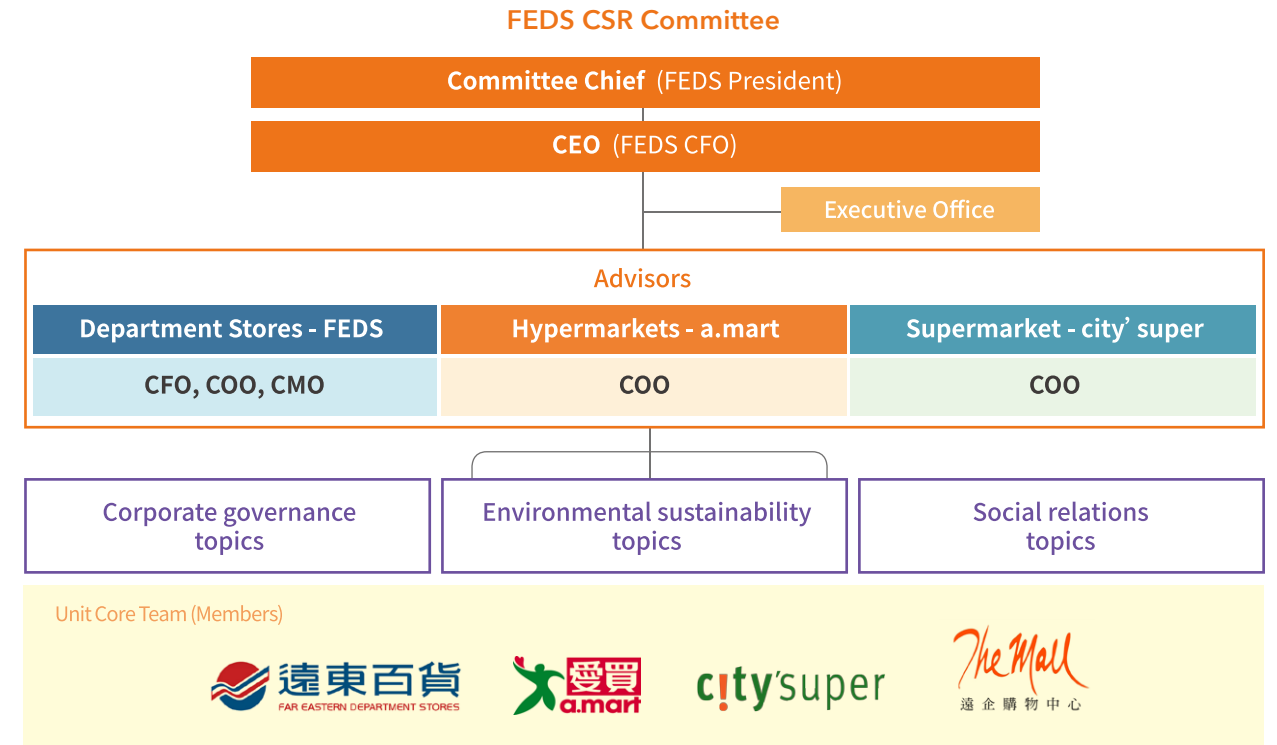 FEDS CSR Committee
Committee Chief (FEDS President)
CEO (FEDS CFO)
Executive Office
Advisors
Department Stores - FEDS
Hypermarkets - a.mart
Supermarket - city’ super
CFO, COO, CMO
COO
COO
Corporate governance
topics
Environmental sustainability
topics
Social relations
topics
Unit Core Team (Members)
遠東百貨
FAR EASTERN DEPARTMENT STORES
愛買
a.mart
city'super
The Mall
遠企購物中心